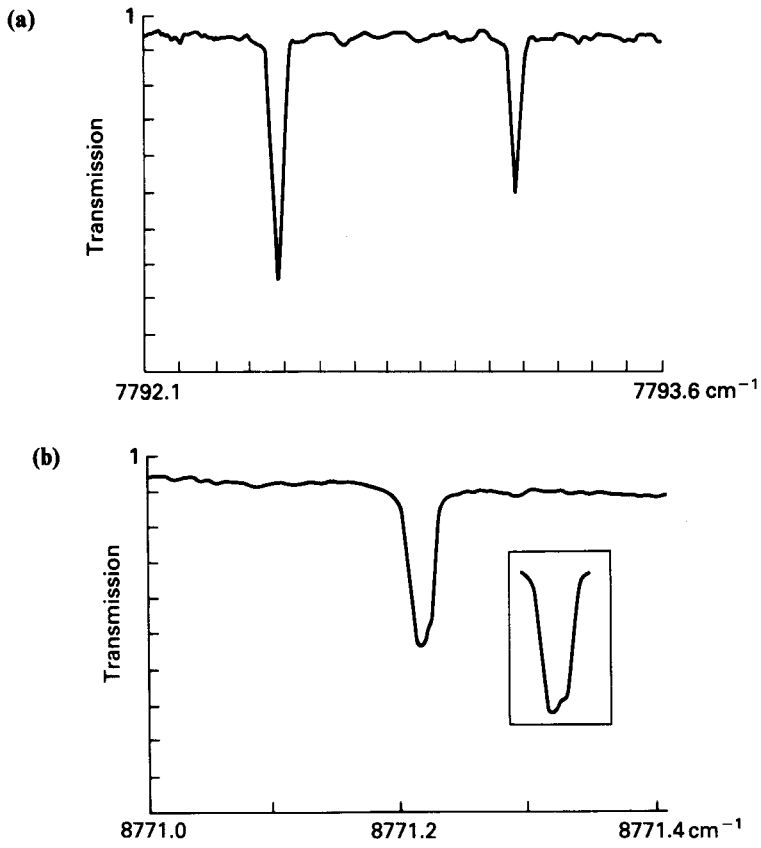 (a)
1
Transmission
7792.1
7793.6 cm⁻¹
(b)
1
Transmission
8771.0
8771.2
8771.4 cm⁻¹